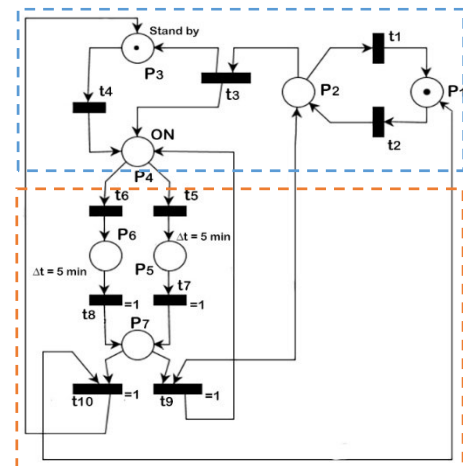 Stand by
t1
P3
t4
t3
P2
P1
t2
ON
P4
t6
t5
P6
Δt = 5 min
Δt = 5 min
P5
t7
t8
=1
=1
P7
t10
=1
t9
=1